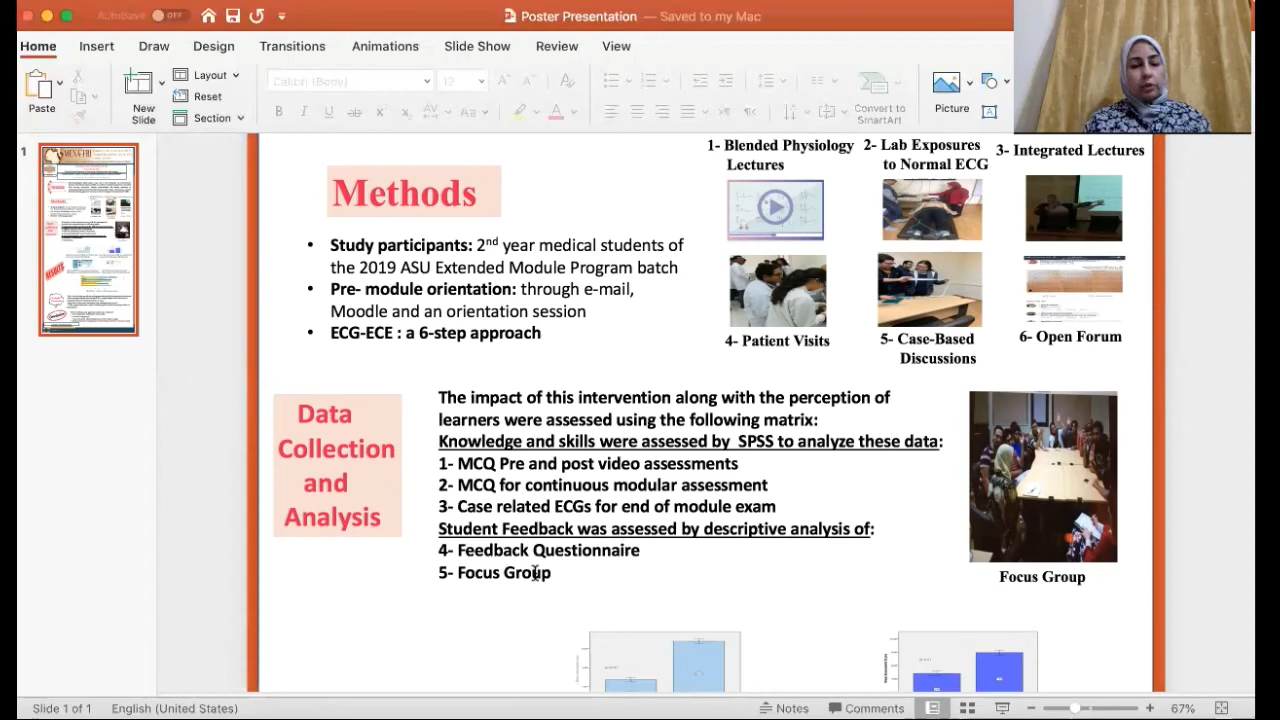 AutoSave OFF
Poster Presentation — Saved to my Mac
Home Insert Draw Design Transitions Animations Slide Show Review View
Paste
New Slide
Layout
Reset
Section
Calibri (Body)
Convert to SmartArt
Picture
1
Methods
• Study participants: 2nd year medical students of
the 2019 ASU Extended Module Program batch
• Pre- module orientation: through e-mail,
Moodle and an orientation session
• ECG-ECE : a 6-step approach
1- Blended Physiology
Lectures
2- Lab Exposures
to Normal ECG
3- Integrated Lectures
4- Patient Visits
5- Case-Based
Discussions
6- Open Forum
Data
Collection
and
Analysis
The impact of this intervention along with the perception of
learners were assessed using the following matrix:
Knowledge and skills were assessed by SPSS to analyze these data:
1- MCQ Pre and post video assessments
2- MCQ for continuous modular assessment
3- Case related ECGs for end of module exam
Student Feedback was assessed by descriptive analysis of:
4- Feedback Questionnaire
5- Focus Group
Focus Group
Slide 1 of 1 English (United States) Notes Comments 67%